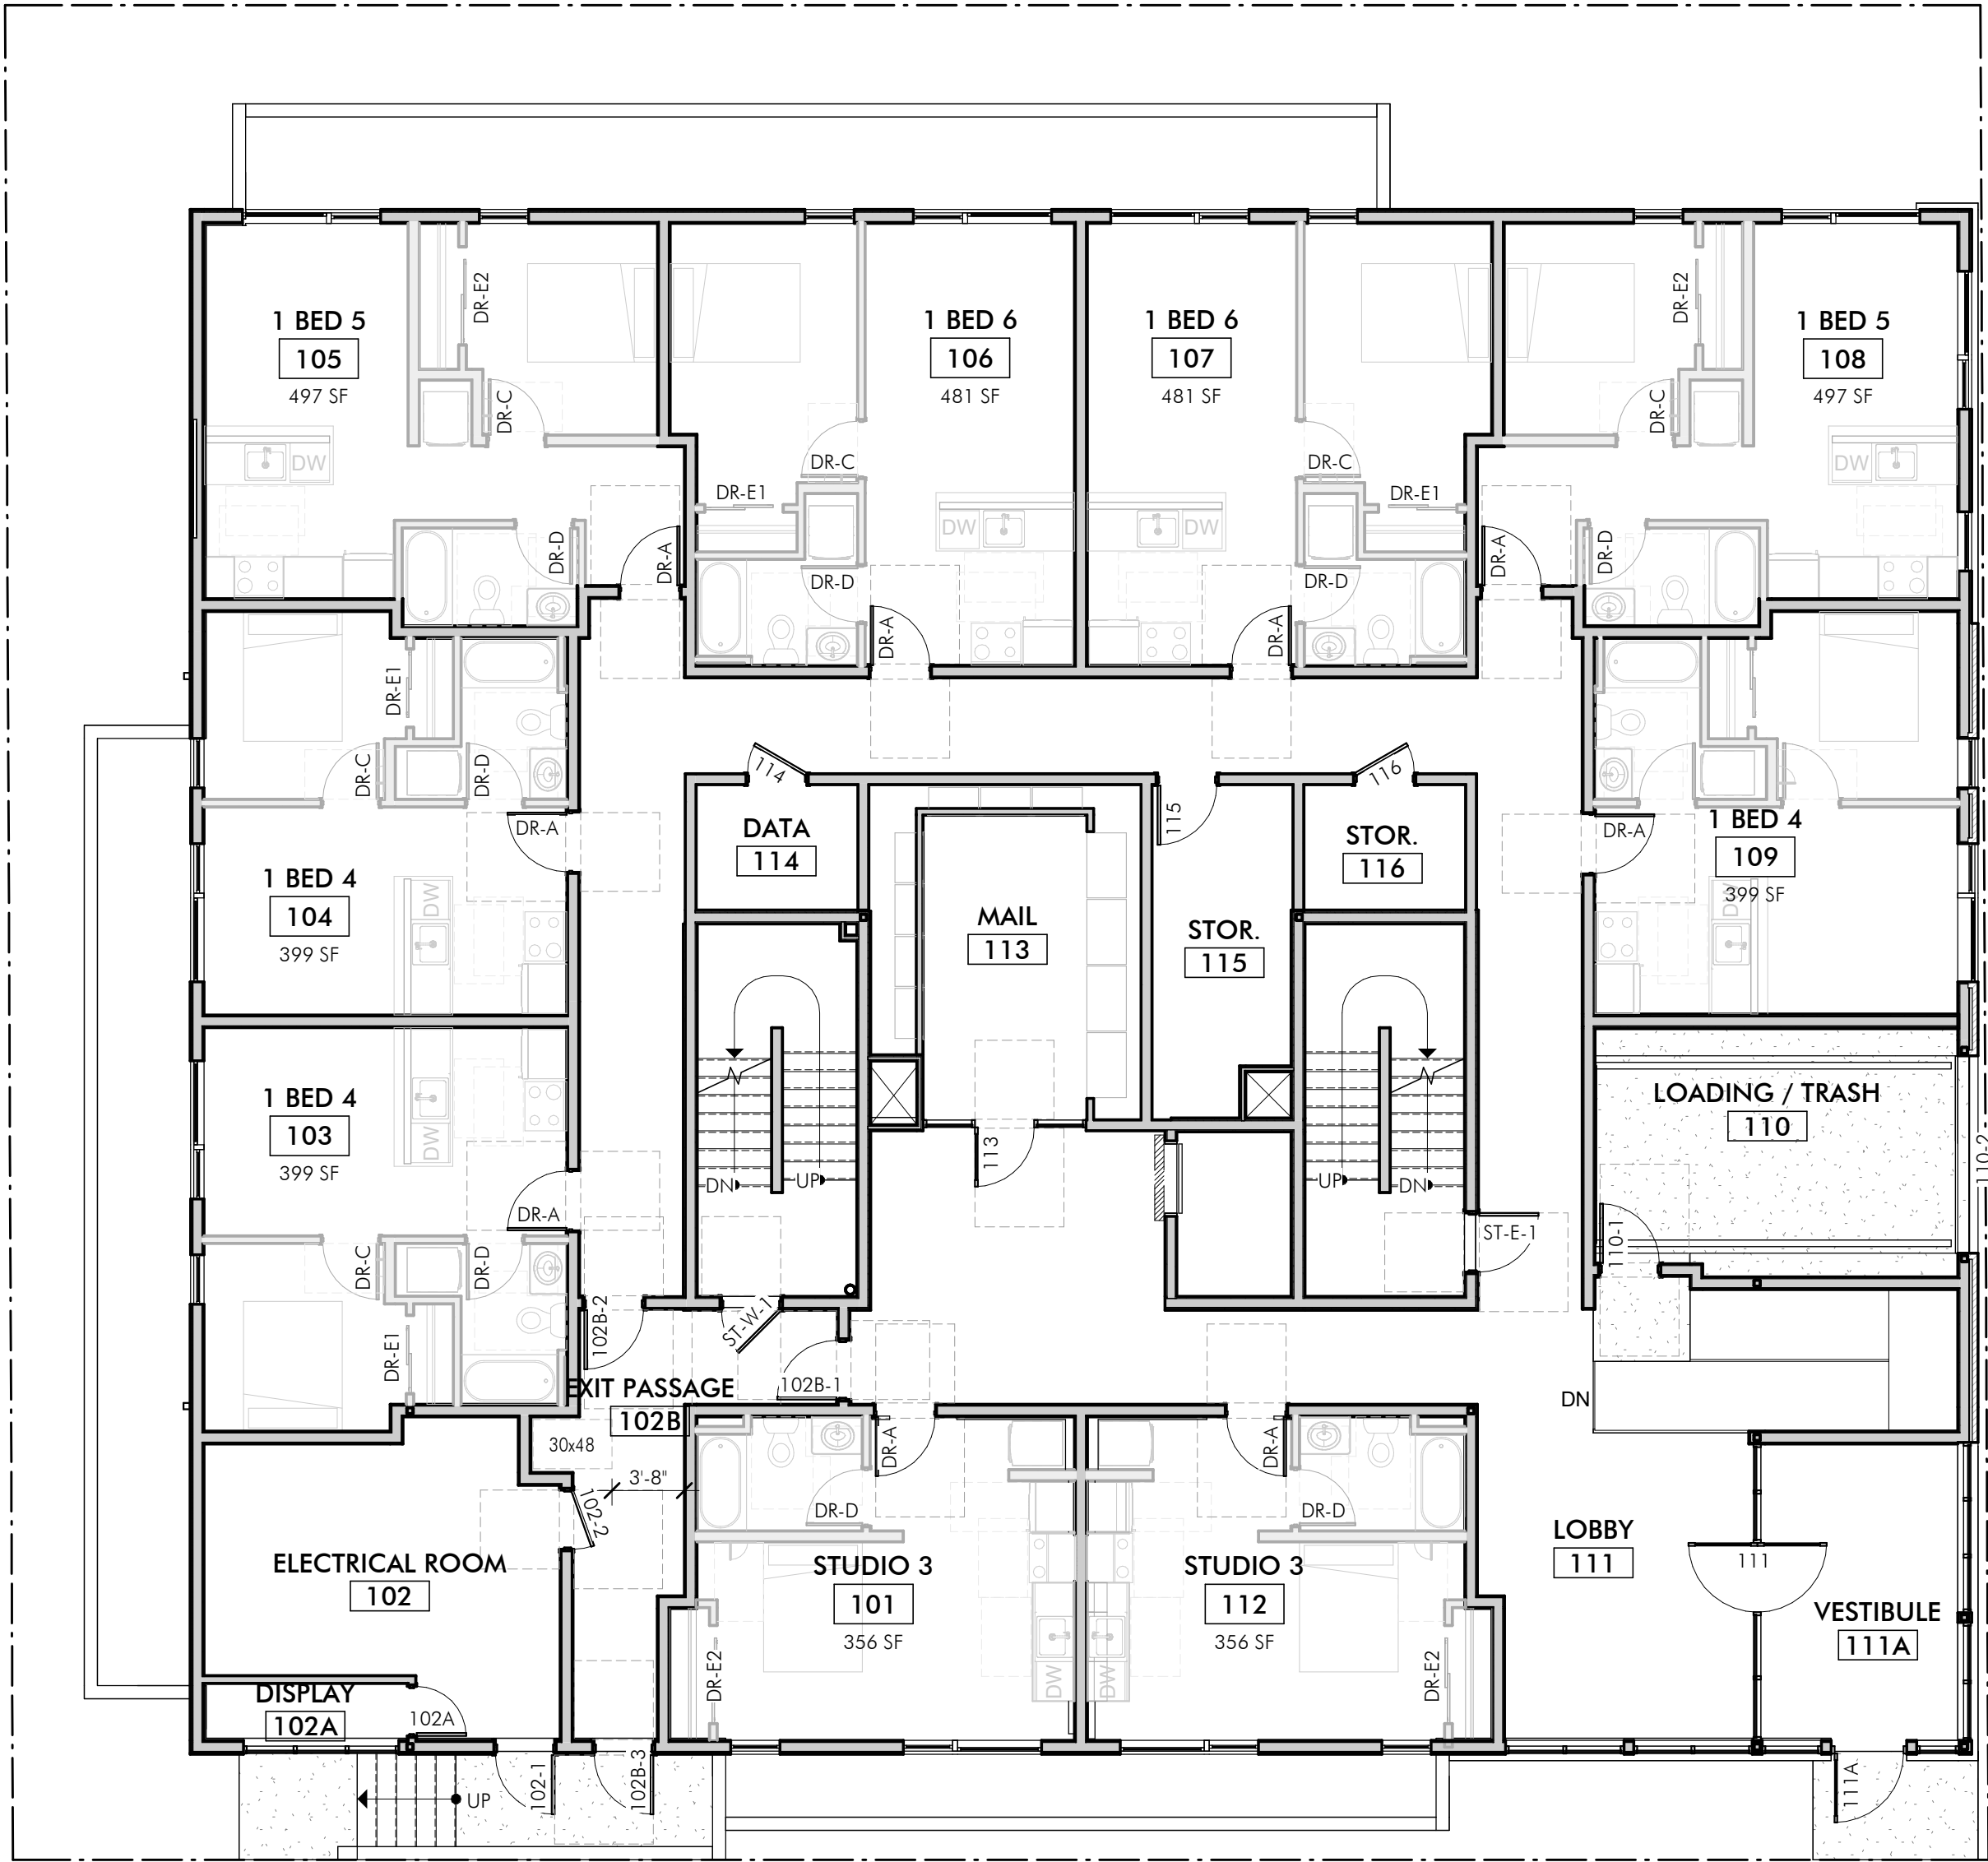 1 BED 5
105
497 SF
DR-E2
DR-C
DW
DR-D
DR-A
1 BED 6
106
481 SF
DR-C
DR-E1
DW
DR-D
DR-A
1 BED 6
107
481 SF
DR-C
DR-E1
DW
DR-D
DR-A
1 BED 5
108
497 SF
DR-E2
DR-C
DW
DR-D
DR-A
DR-E1
DR-C
DR-D
DR-A
1 BED 4
104
399 SF
DW
114
DATA
114
MAIL
113
115
STOR.
115
116
STOR.
116
DR-A
1 BED 4
109
399 SF
DW
1 BED 4
103
399 SF
DW
DR-A
DR-C
DR-D
DR-E1
DN
UP
113
UP
DN
ST-E-1
LOADING / TRASH
110
110-1
110-2
102B-2
ST-W-1
102B-1
EXIT PASSAGE
102B
30x48
3'-8"
102-2
DN
ELECTRICAL ROOM
102
DISPLAY
102A
102A
DR-A
DR-D
STUDIO 3
101
356 SF
DR-E2
DW
DR-A
DR-D
STUDIO 3
112
356 SF
DR-E2
DW
LOBBY
111
111
VESTIBULE
111A
UP
102-1
102B-3
111A